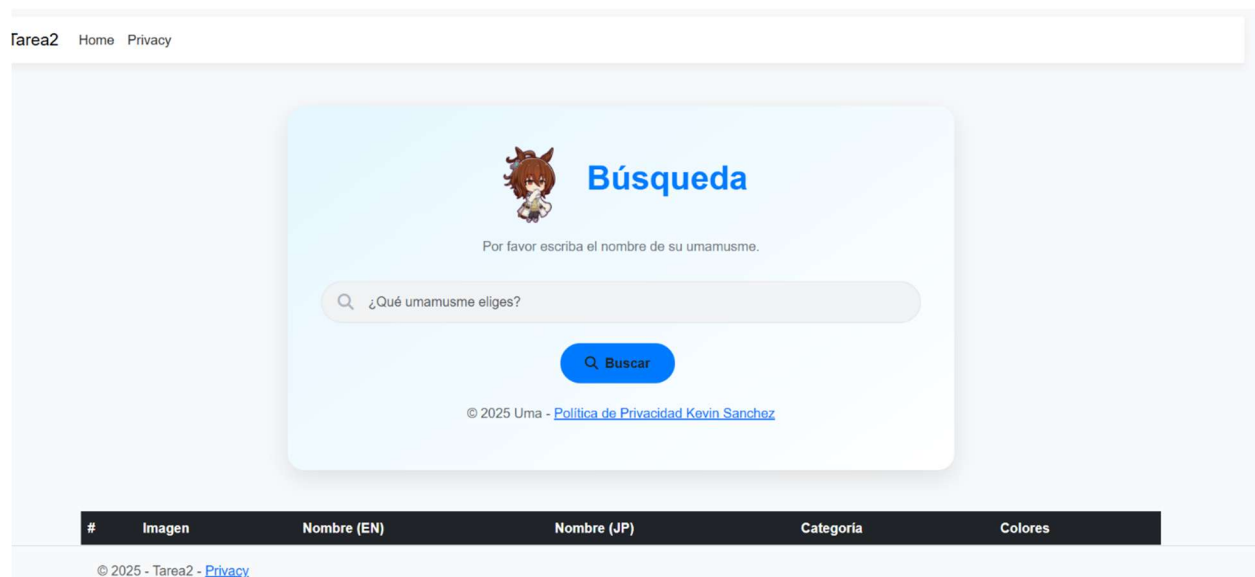 Tarea2 Home Privacy
Búsqueda
Por favor escriba el nombre de su umamusme.
¿Qué umamusme eliges?
Buscar
© 2025 Uma - Política de Privacidad Kevin Sanchez
# Imagen Nombre (EN) Nombre (JP) Categoría Colores
© 2025 - Tarea2 - Privacy